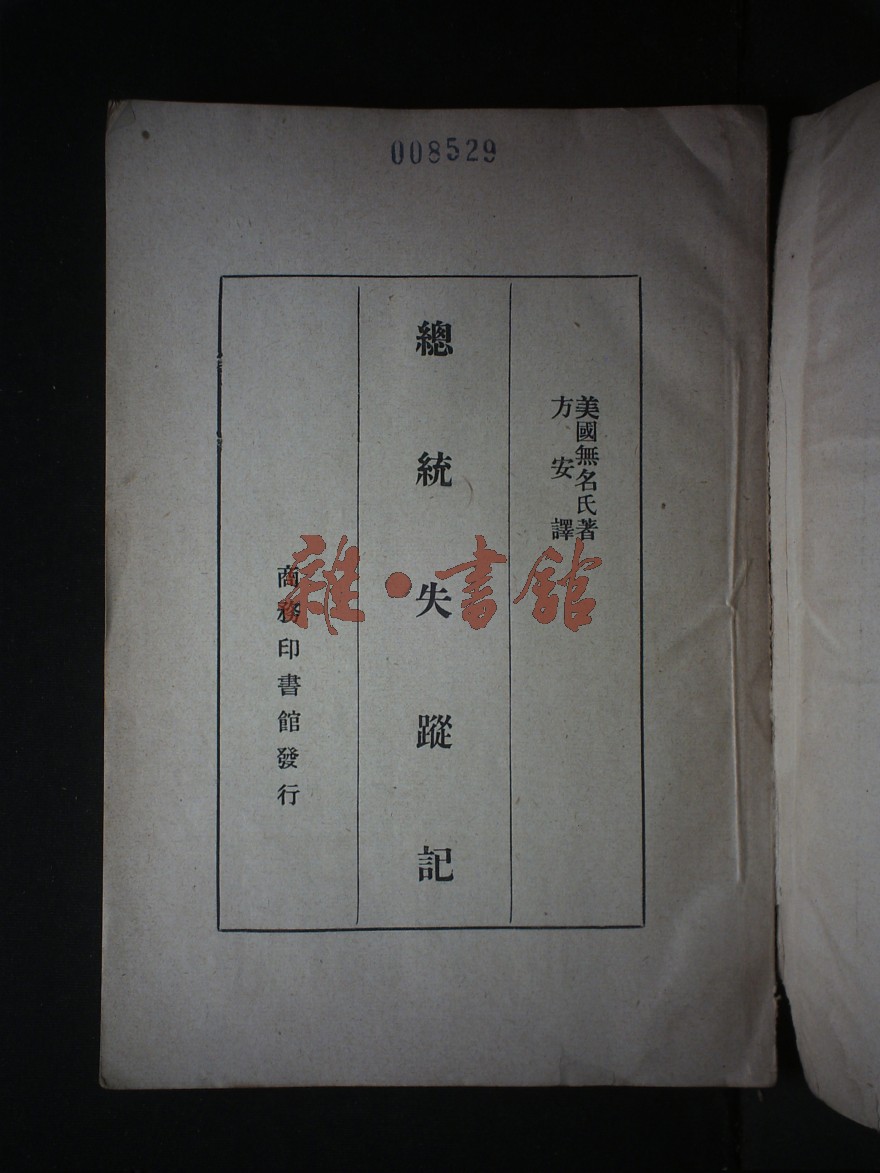 008529
美國無名氏著
方安譯
總統失蹤記
商務印書館發行
雜·書館